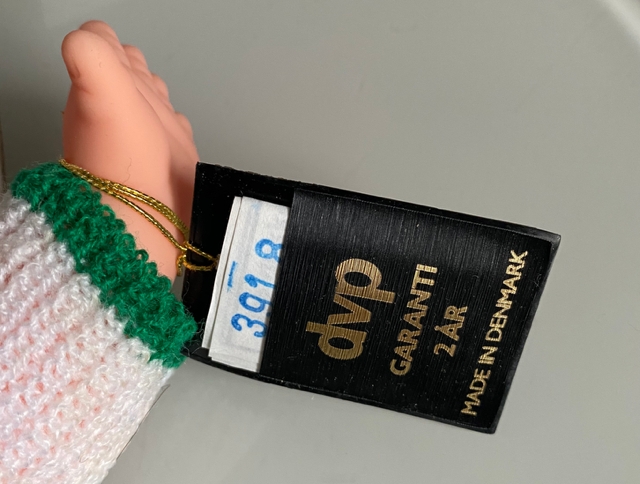 391 8
dvp
GARANTI
2 ÅR
MADE IN DENMARK